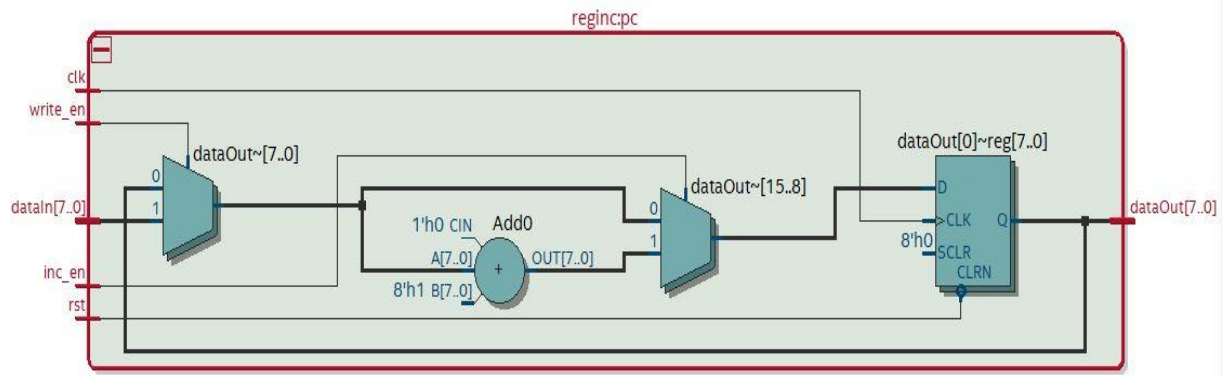 reginc:pc
clk
write_en
dataOut~[7..0]
dataOut[0]~reg[7..0]
0
1
dataIn[7..0]
dataOut~[15..8]
0
1
1'h0 CIN
Add0
A[7..0]
OUT[7..0]
+
8'h1 B[7..0]
D
CLK
Q
8'h0
SCLR
CLRN
dataOut[7..0]
inc_en
rst